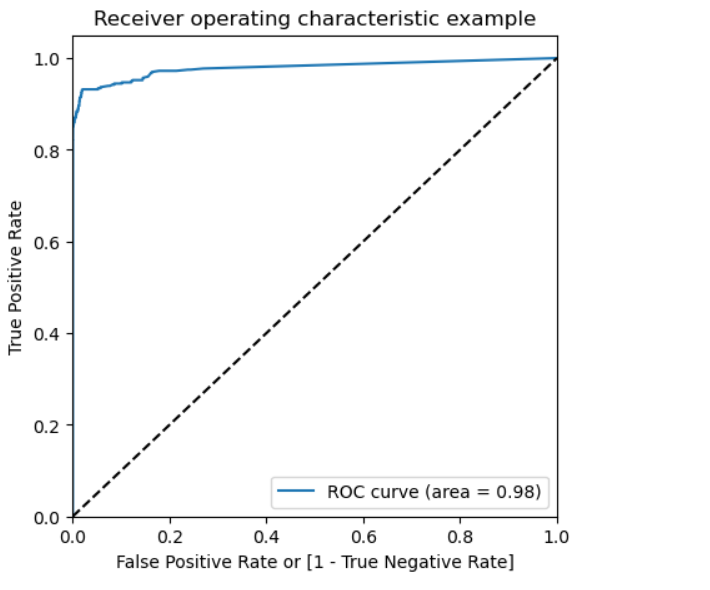 Receiver operating characteristic example
True Positive Rate
1.0
0.8
0.6
0.4
0.2
0.0
ROC curve (area = 0.98)
0.0 0.2 0.4 0.6 0.8 1.0
False Positive Rate or [1 - True Negative Rate]